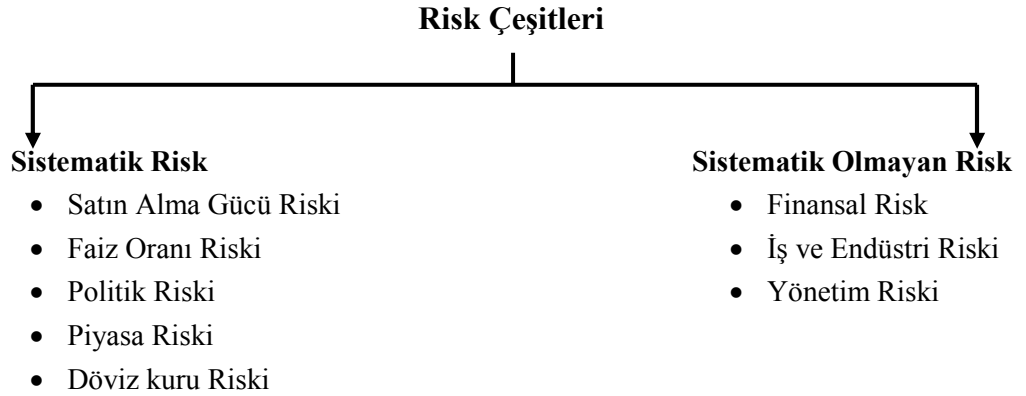 Risk Çeşitleri
Sistematik Risk
• Satın Alma Gücü Riski
• Faiz Oranı Riski
• Politik Riski
• Piyasa Riski
• Döviz kuru Riski
Sistematik Olmayan Risk
• Finansal Risk
• İş ve Endüstri Riski
• Yönetim Riski